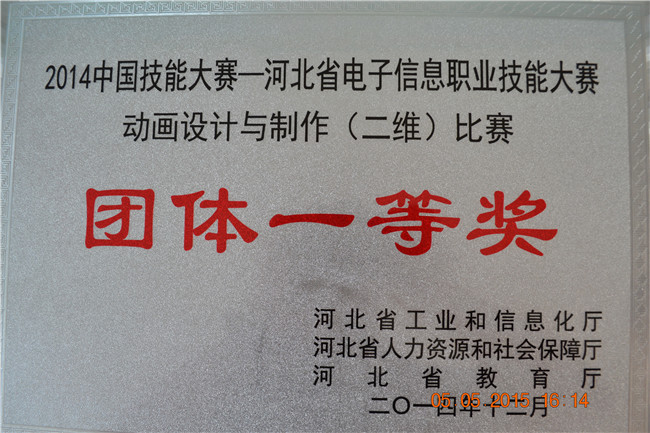 2014中国技能大赛—河北省电子信息职业技能大赛
动画设计与制作（二维）比赛
团体一等奖
河北省工业和信息化厅
河北省人力资源和社会保障厅
河北省教育厅
二〇一四年十二月
05.05.2015 16:14